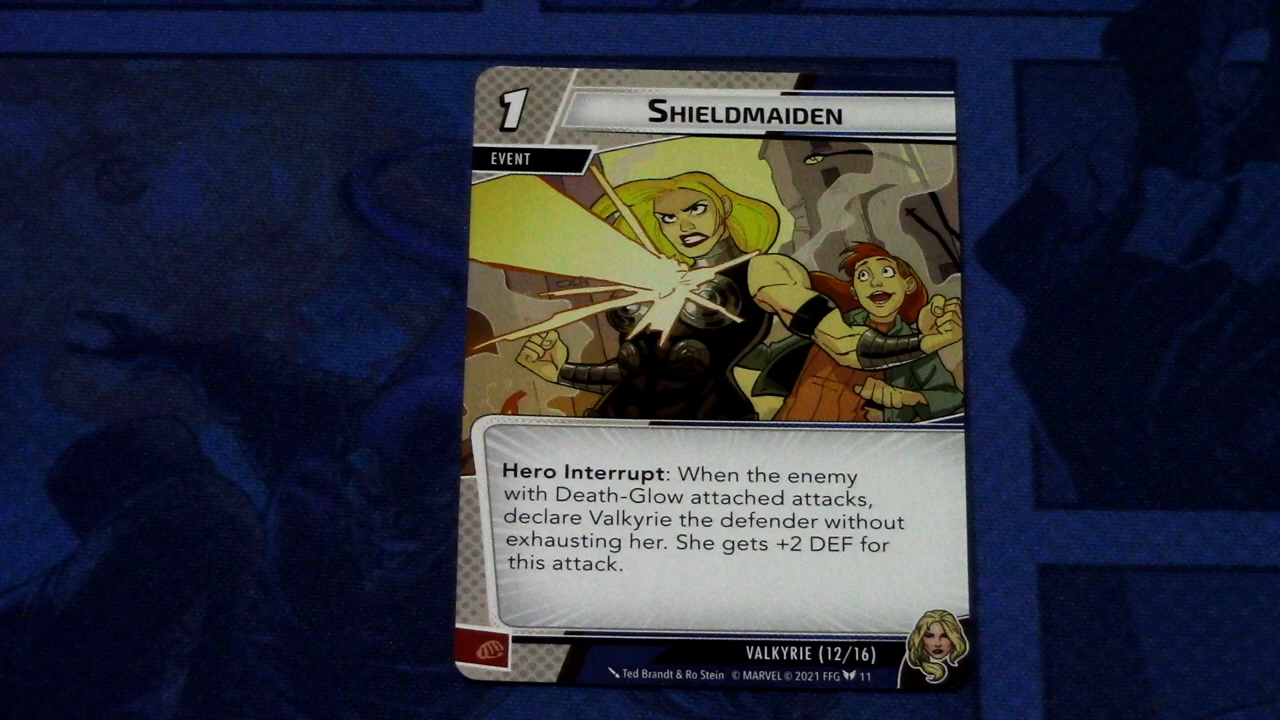 1
SHIELDMAIDEN
EVENT
Hero Interrupt: When the enemy
with Death-Glow attached attacks,
declare Valkyrie the defender without
exhausting her. She gets +2 DEF for
this attack.
VALKYRIE (12/16)
Ted Brandt & Ro Stein © MARVEL © 2021 FFG 11